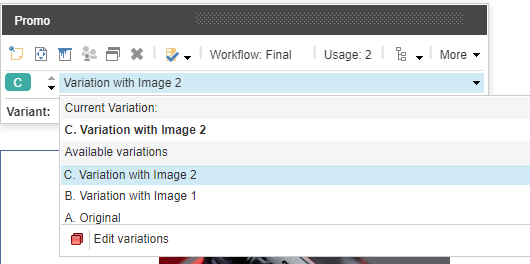 Promo
Workflow: Final Usage: 2 More
C Variation with Image 2
Variant: Current Variation:
C. Variation with Image 2
Available variations
C. Variation with Image 2
B. Variation with Image 1
A. Original
Edit variations